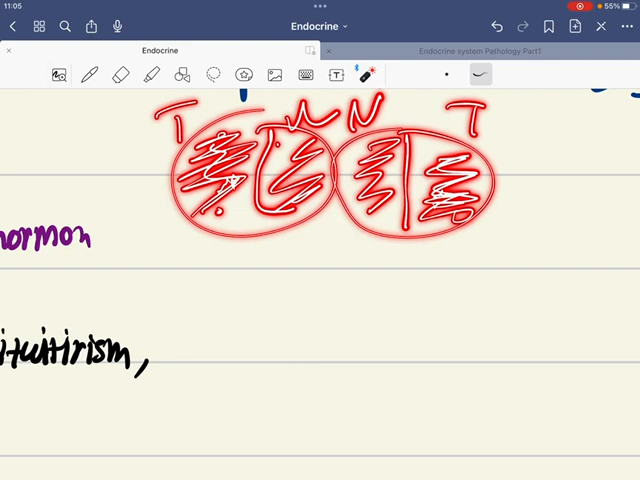 11:05
55%
Endocrine
Endocrine
Endocrine system Pathology Part1
T N N T
hormon
ituitirism,